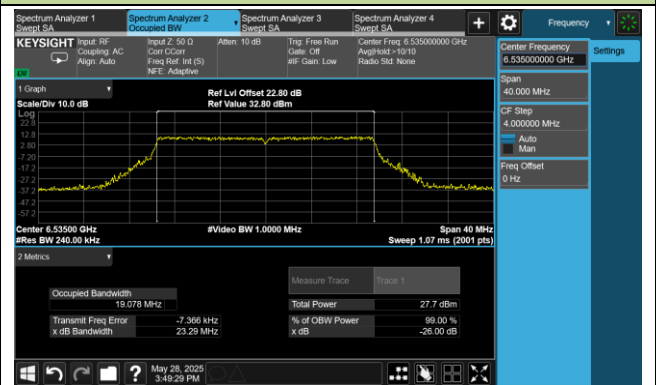 Spectrum Analyzer 1
Swept SA
Spectrum Analyzer 2
Occupied BW
Spectrum Analyzer 3
Swept SA
Spectrum Analyzer 4
Swept SA
Frequency
KEYSIGHT
Input: RF
Coupling: AC
Align: Auto
Input Z: 50 Ω
Corr CCorr
Freq Ref: Int (S)
NFE: Adaptive
Atten: 10 dB
Trig: Free Run
Gate: Off
#IF Gain: Low
Center Freq: 6.535000000 GHz
Avg|Hold:>10/10
Radio Std: None
Center Frequency
6.535000000 GHz
Settings
Span
40.000 MHz
CF Step
4.000000 MHz
Auto
Man
Freq Offset
0 Hz
1 Graph
Scale/Div 10.0 dB
Ref Lvl Offset 22.80 dB
Ref Value 32.80 dBm
Log
22.8
12.8
2.80
-7.20
-17.2
-27.2
-37.2
-47.2
-57.2
Center 6.53500 GHz
#Res BW 240.00 kHz
#Video BW 1.0000 MHz
Span 40 MHz
Sweep 1.07 ms (2001 pts)
2 Metrics
Measure Trace
Trace 1
Occupied Bandwidth
19.078 MHz
Total Power
27.7 dBm
Transmit Freq Error
-7.366 kHz
% of OBW Power
99.00 %
x dB Bandwidth
23.29 MHz
x dB
-26.00 dB
May 28, 2025
3:49:29 PM